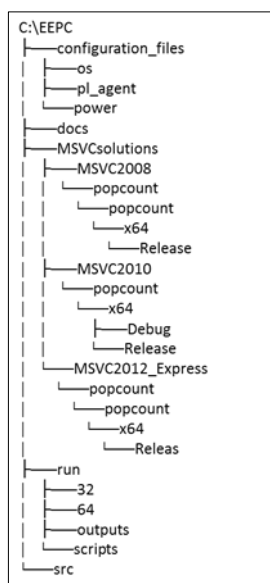 C:\EEPC
├──configuration_files
│   ├──os
│   ├──pl_agent
│   └──power
├──docs
├──MSVCsolutions
│   ├──MSVC2008
│   │   └──popcount
│   │       └──popcount
│   │           └──x64
│   │               └──Release
│   ├──MSVC2010
│   │   └──popcount
│   │       └──x64
│   │           ├──Debug
│   │           └──Release
│   └──MSVC2012_Express
│       └──popcount
│           └──popcount
│               └──x64
│                   └──Releas
├──run
│   ├──32
│   ├──64
│   ├──outputs
│   └──scripts
└──src